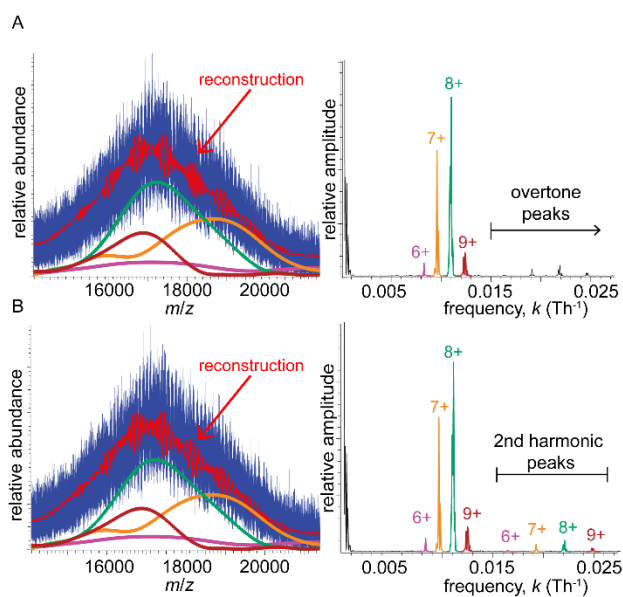 A
relative abundance
reconstruction
16000 18000 20000
m/z
relative amplitude
8+
7+
6+
9+
overtone
peaks
0.005 0.015 0.025
frequency, k (Th-1)
B
relative abundance
reconstruction
16000 18000 20000
m/z
relative amplitude
8+
7+
6+
9+
2nd harmonic
peaks
6+ 7+ 8+ 9+
0.005 0.015 0.025
frequency, k (Th-1)